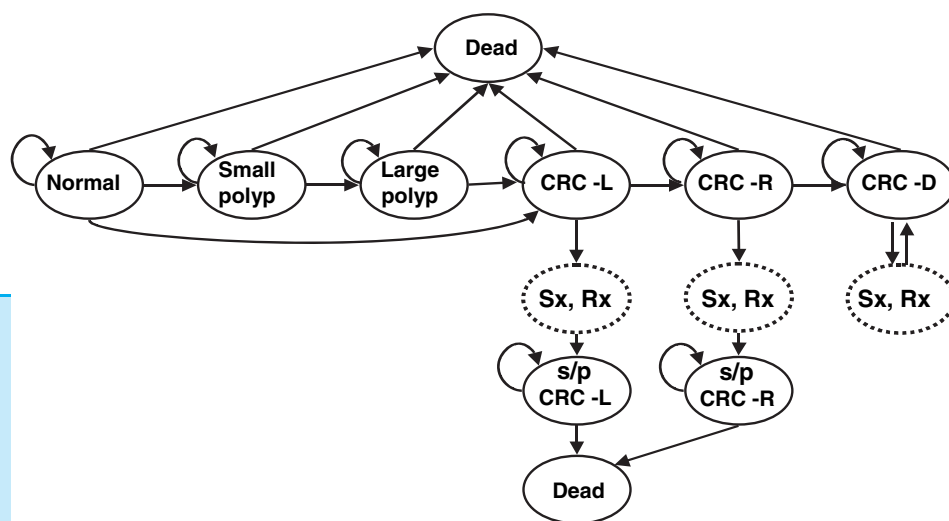 Dead
Normal
Small
polyp
Large
polyp
CRC -L
CRC -R
CRC -D
Sx, Rx
Sx, Rx
Sx, Rx
s/p
CRC -L
s/p
CRC -R
Dead